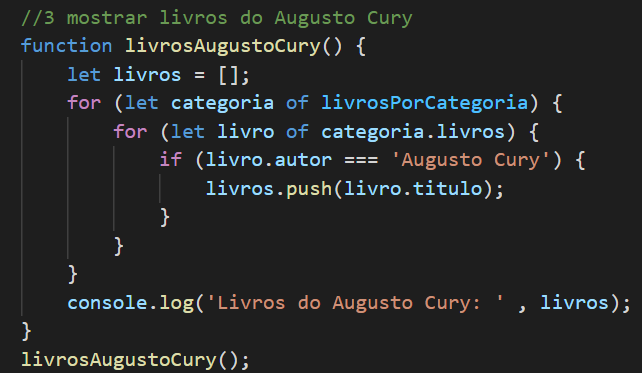 //3 mostrar livros do Augusto Cury
function livrosAugustoCury() {
    let livros = [];
    for (let categoria of livrosPorCategoria) {
        for (let livro of categoria.livros) {
            if (livro.autor === 'Augusto Cury') {
                livros.push(livro.titulo);
            }
        }
    }
    console.log('Livros do Augusto Cury: ' , livros);
}
livrosAugustoCury();